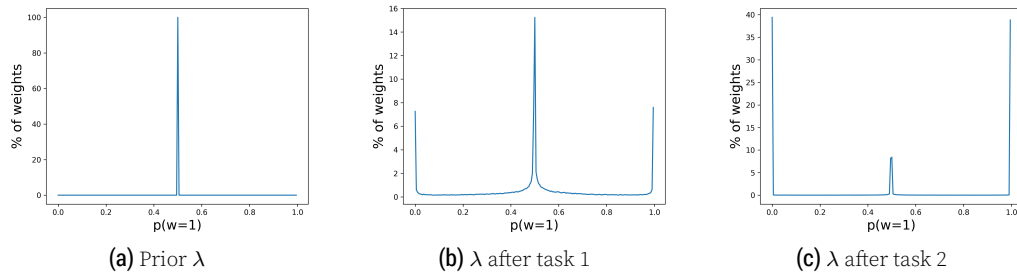 % of weights
100
80
60
40
20
0
0.0 0.2 0.4 0.6 0.8 1.0
p(w=1)
(a) Prior λ
% of weights
16
14
12
10
8
6
4
2
0
0.0 0.2 0.4 0.6 0.8 1.0
p(w=1)
(b) λ after task 1
% of weights
40
35
30
25
20
15
10
5
0
0.0 0.2 0.4 0.6 0.8 1.0
p(w=1)
(c) λ after task 2